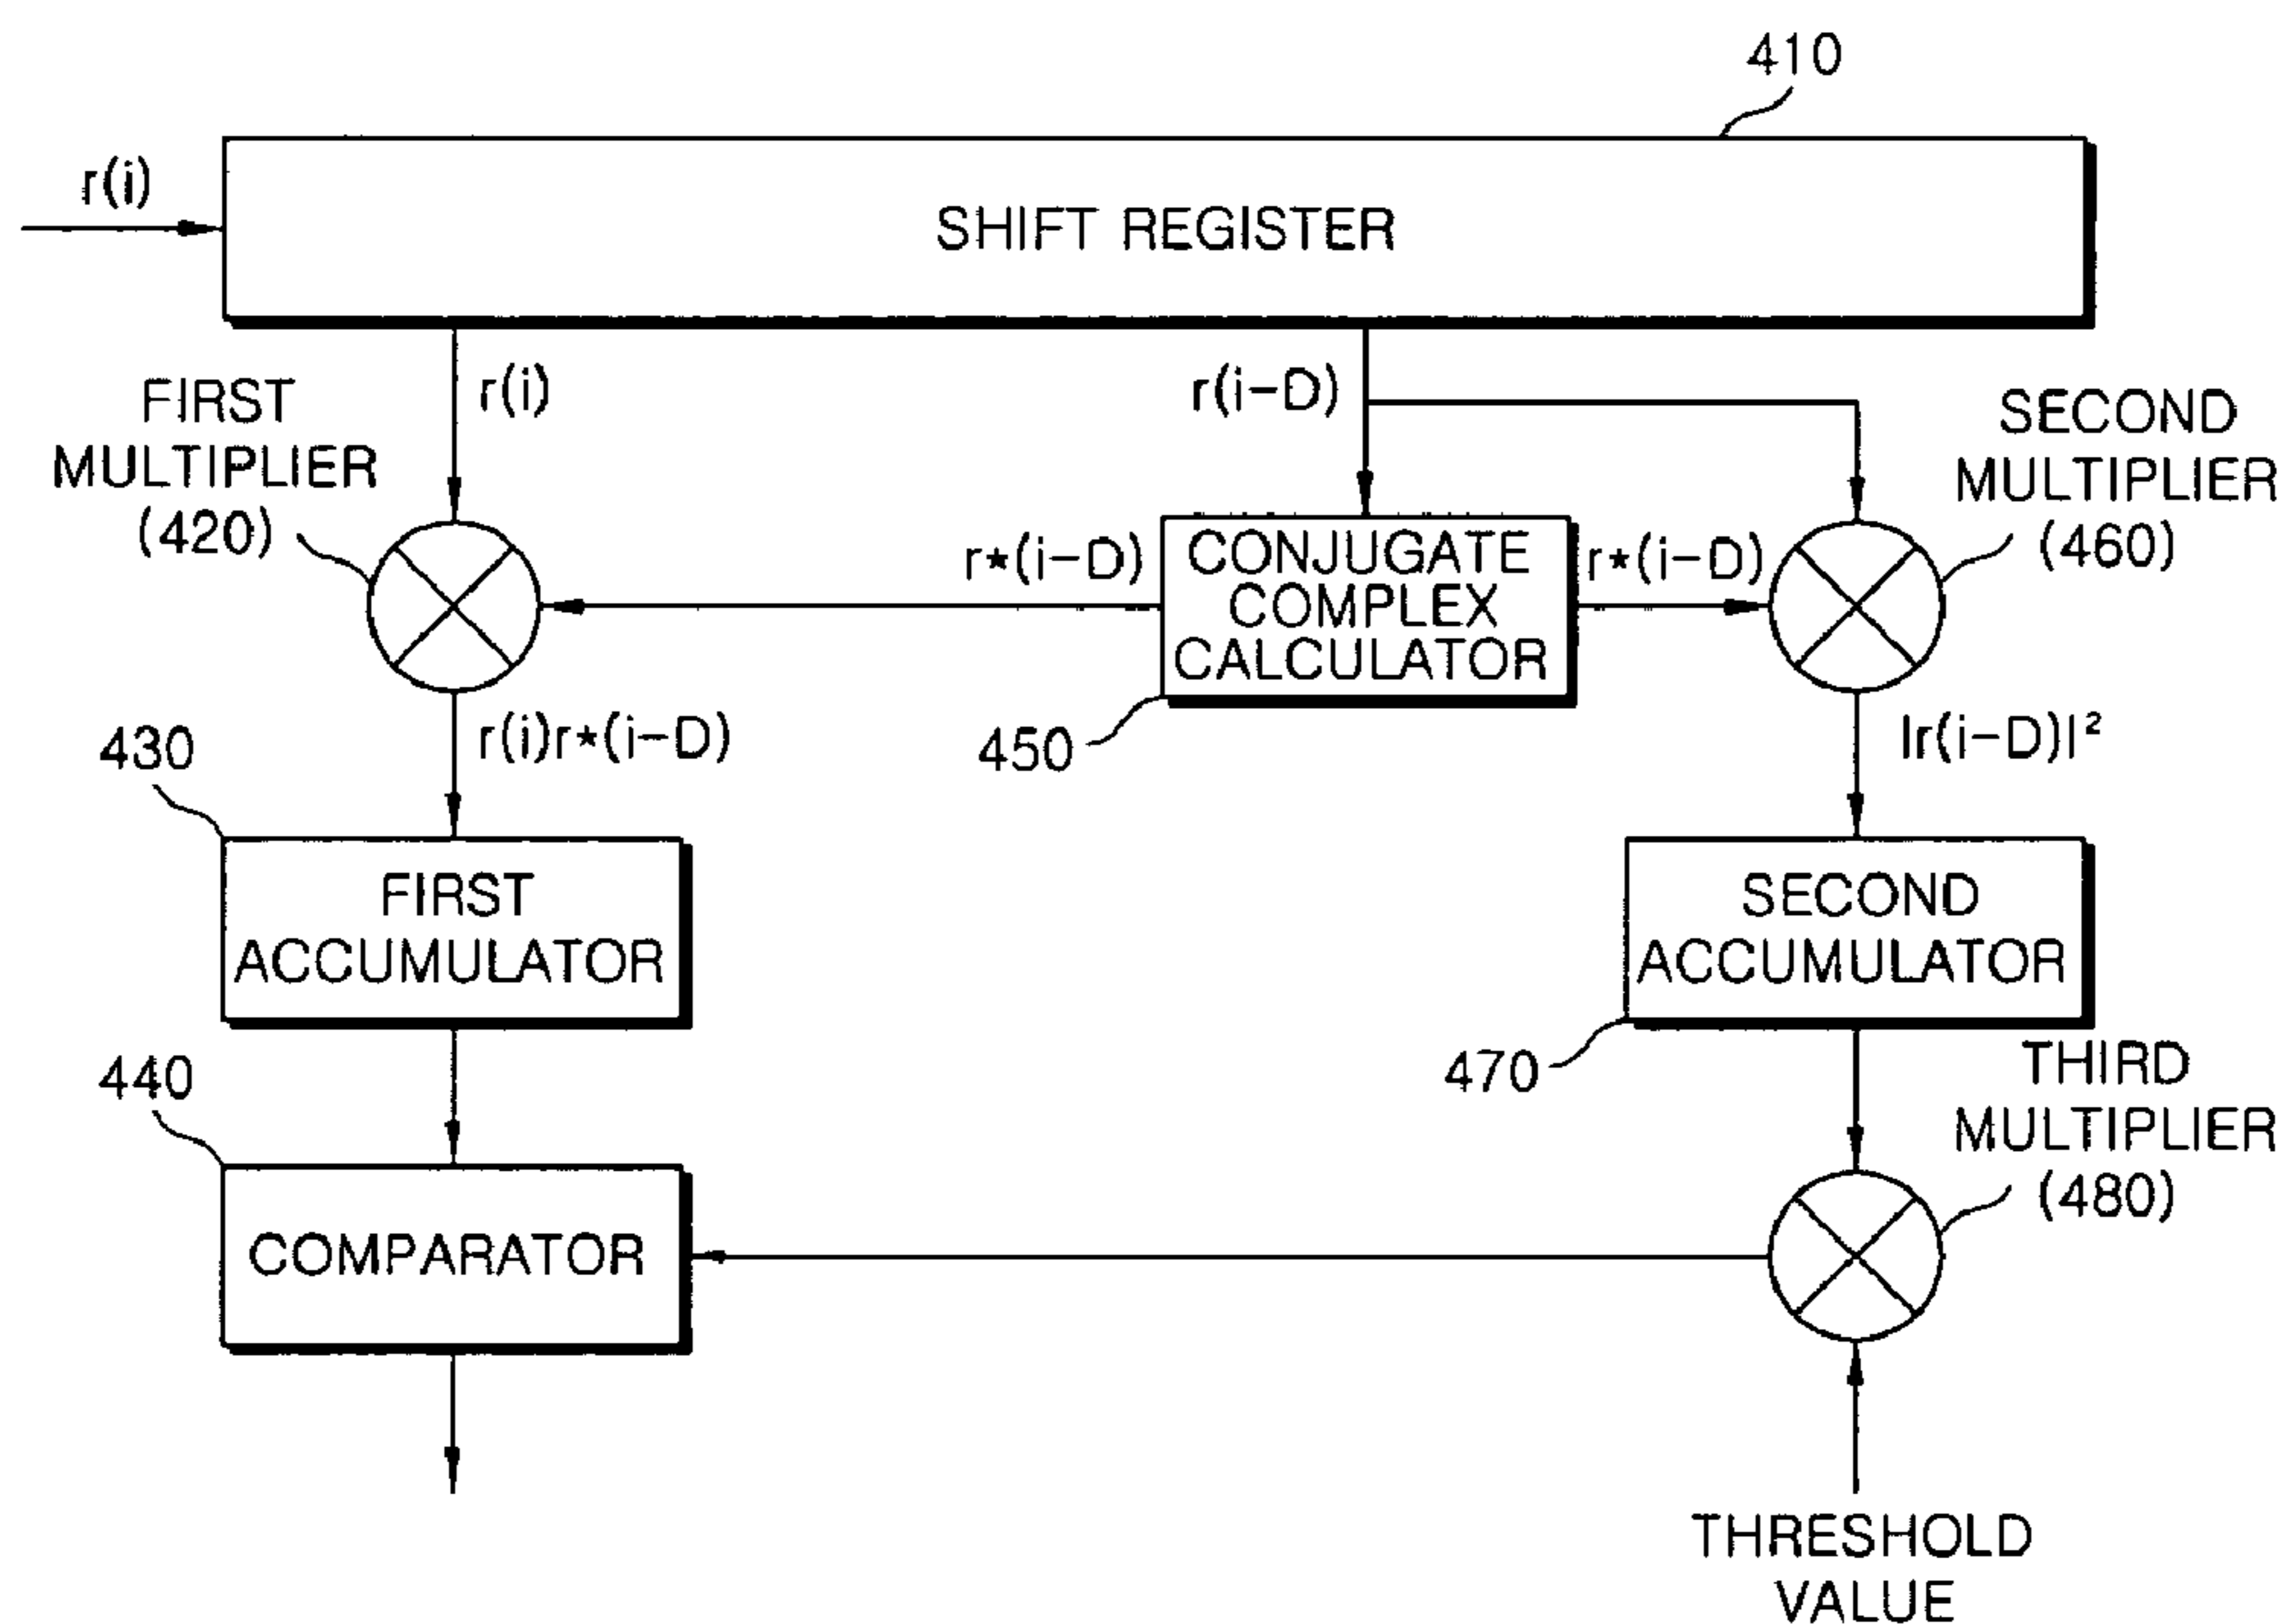 410
r(i)
SHIFT REGISTER
FIRST
MULTIPLIER
(420)
r(i)
r(i-D)
SECOND
MULTIPLIER
(460)
r*(i-D)
CONJUGATE
COMPLEX
CALCULATOR
r*(i-D)
430
r(i)r*(i-D)
450
|r(i-D)|²
FIRST
ACCUMULATOR
SECOND
ACCUMULATOR
440
470
THIRD
MULTIPLIER
(480)
COMPARATOR
THRESHOLD
VALUE